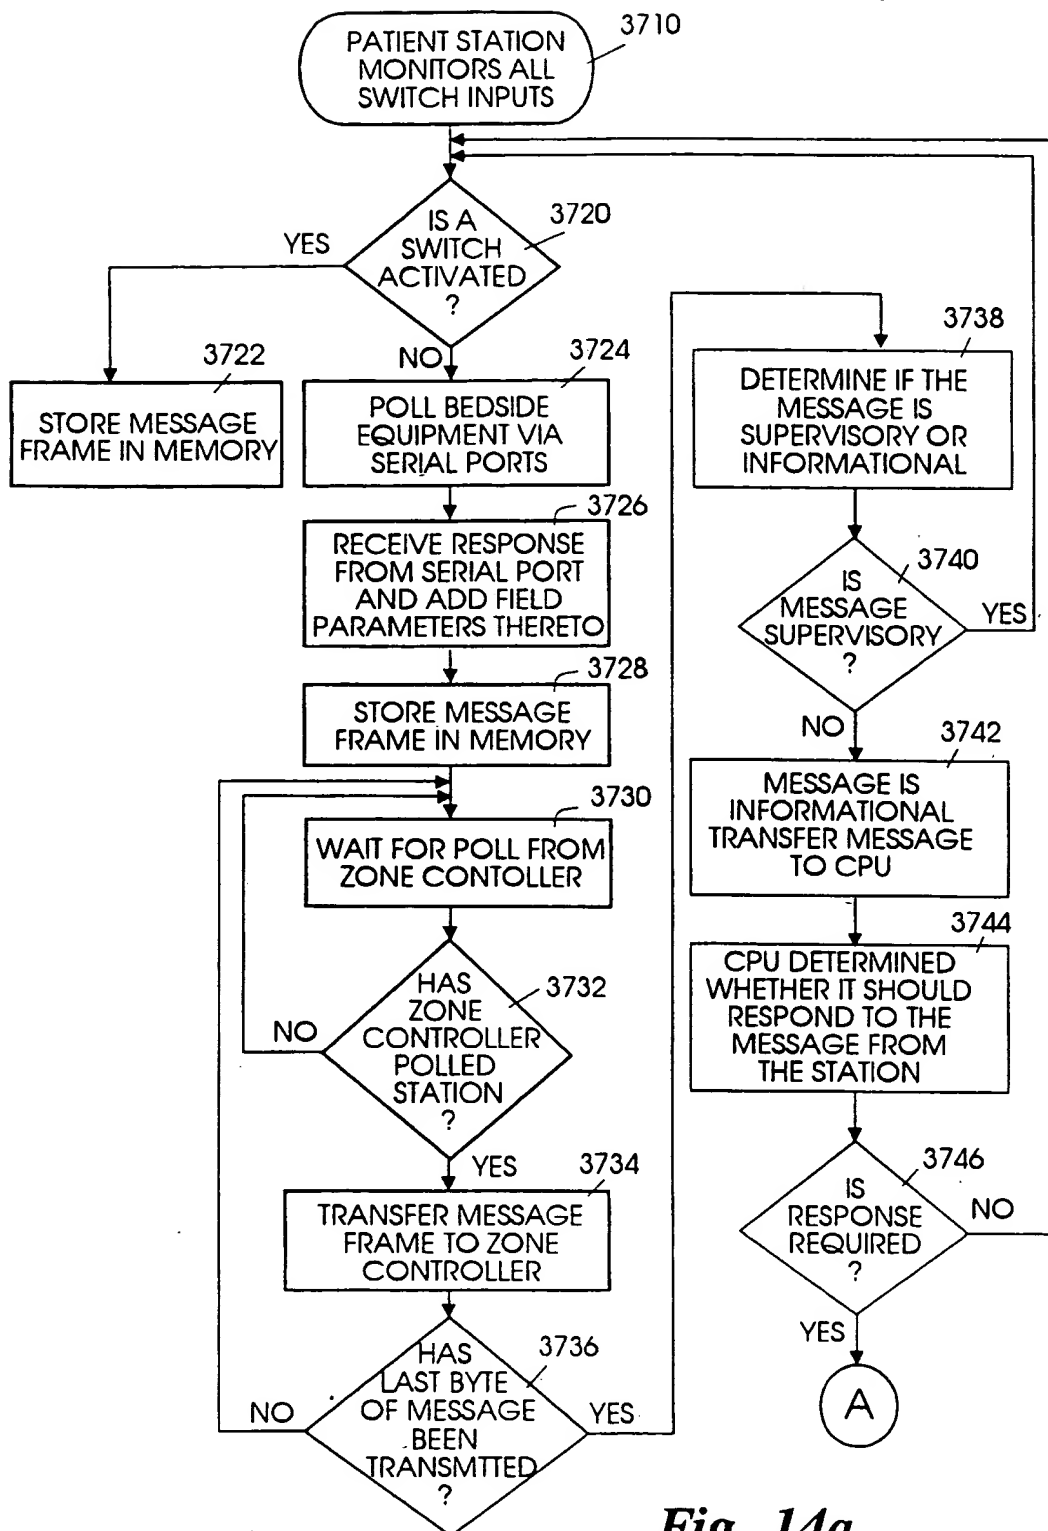 3710
PATIENT STATION
MONITORS ALL
SWITCH INPUTS
3720
IS A
SWITCH
ACTIVATED
?
YES
NO
3722
STORE MESSAGE
FRAME IN MEMORY
3724
POLL BEDSIDE
EQUIPMENT VIA
SERIAL PORTS
3726
RECEIVE RESPONSE
FROM SERIAL PORT
AND ADD FIELD
PARAMETERS THERETO
3728
STORE MESSAGE
FRAME IN MEMORY
3730
WAIT FOR POLL FROM
ZONE CONTOLLER
3732
HAS
ZONE
CONTROLLER
POLLED
STATION
?
NO
YES
3734
TRANSFER MESSAGE
FRAME TO ZONE
CONTROLLER
3736
HAS
LAST BYTE
OF MESSAGE
BEEN
TRANSMTTED
?
NO
YES
3738
DETERMINE IF THE
MESSAGE IS
SUPERVISORY OR
INFORMATIONAL
3740
IS
MESSAGE
SUPERVISORY
?
YES
NO
3742
MESSAGE IS
INFORMATIONAL
TRANSFER MESSAGE
TO CPU
3744
CPU DETERMINED
WHETHER IT SHOULD
RESPOND TO THE
MESSAGE FROM
THE STATION
3746
IS
RESPONSE
REQUIRED
?
NO
YES
A
Fig. 14a